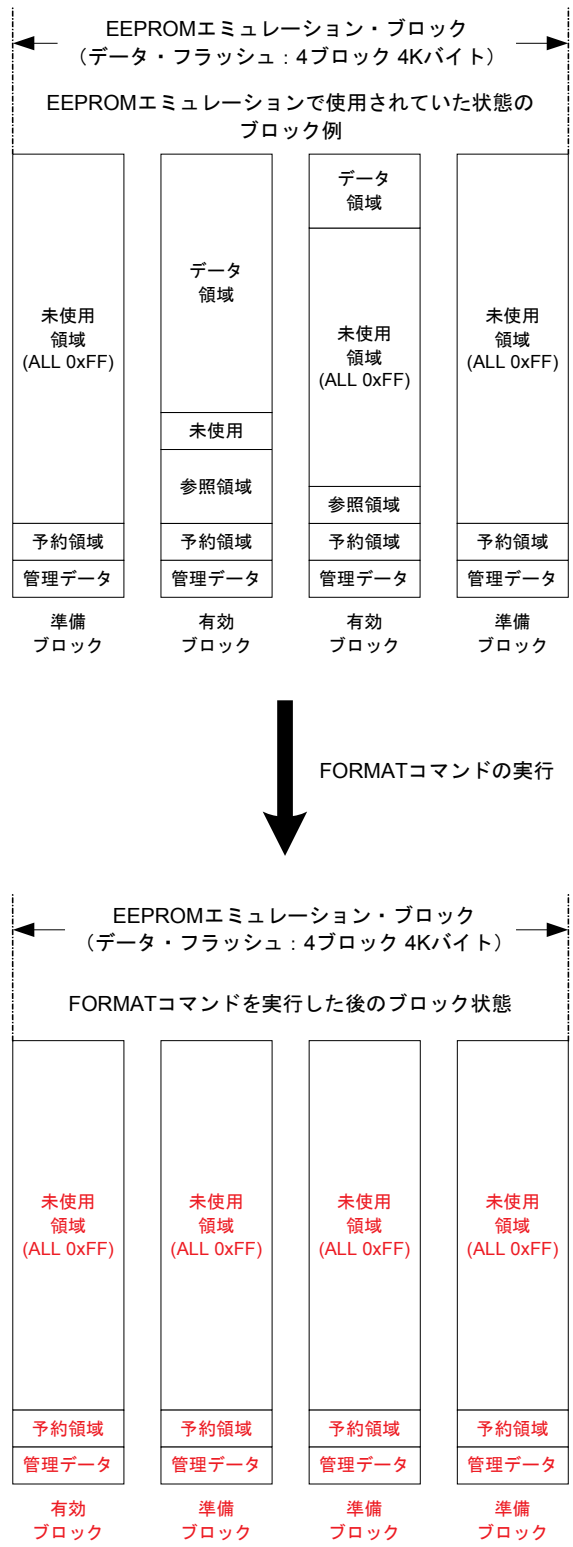 EEPROMエミュレーション・ブロック
（データ・フラッシュ：4ブロック 4Kバイト）
EEPROMエミュレーションで使用されていた状態の
ブロック例
未使用
領域
(ALL 0xFF)
予約領域
管理データ
準備
ブロック
データ
領域
未使用
参照領域
予約領域
管理データ
有効
ブロック
データ
領域
未使用
領域
(ALL 0xFF)
参照領域
予約領域
管理データ
有効
ブロック
未使用
領域
(ALL 0xFF)
予約領域
管理データ
準備
ブロック
FORMATコマンドの実行
EEPROMエミュレーション・ブロック
（データ・フラッシュ：4ブロック 4Kバイト）
FORMATコマンドを実行した後のブロック状態
未使用
領域
(ALL 0xFF)
予約領域
管理データ
有効
ブロック
未使用
領域
(ALL 0xFF)
予約領域
管理データ
準備
ブロック
未使用
領域
(ALL 0xFF)
予約領域
管理データ
準備
ブロック
未使用
領域
(ALL 0xFF)
予約領域
管理データ
準備
ブロック